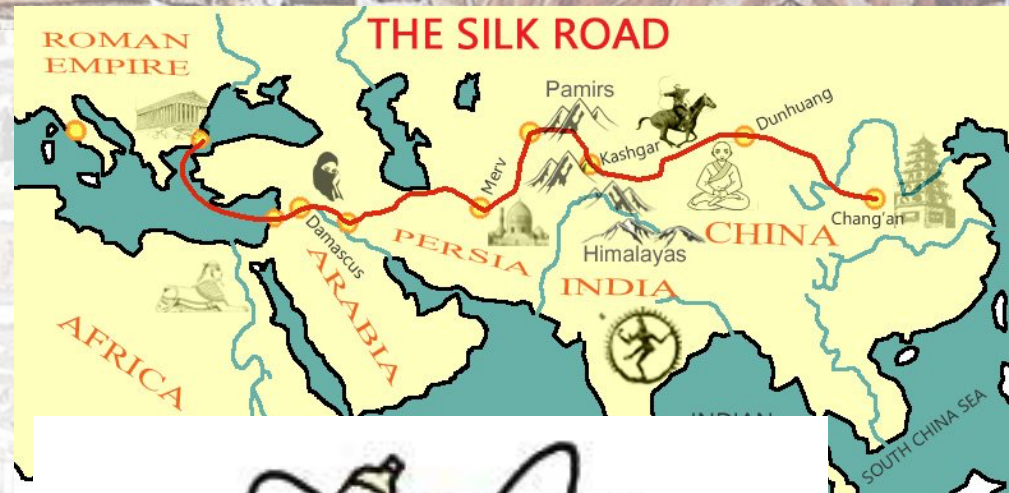 THE SILK ROAD
ROMAN
EMPIRE
Pamirs
Dunhuang
Kashgar
Merv
Chang'an
Damascus
PERSIA
CHINA
Himalayas
ARABIA
INDIA
AFRICA
SOUTH CHINA SEA
INDIAN